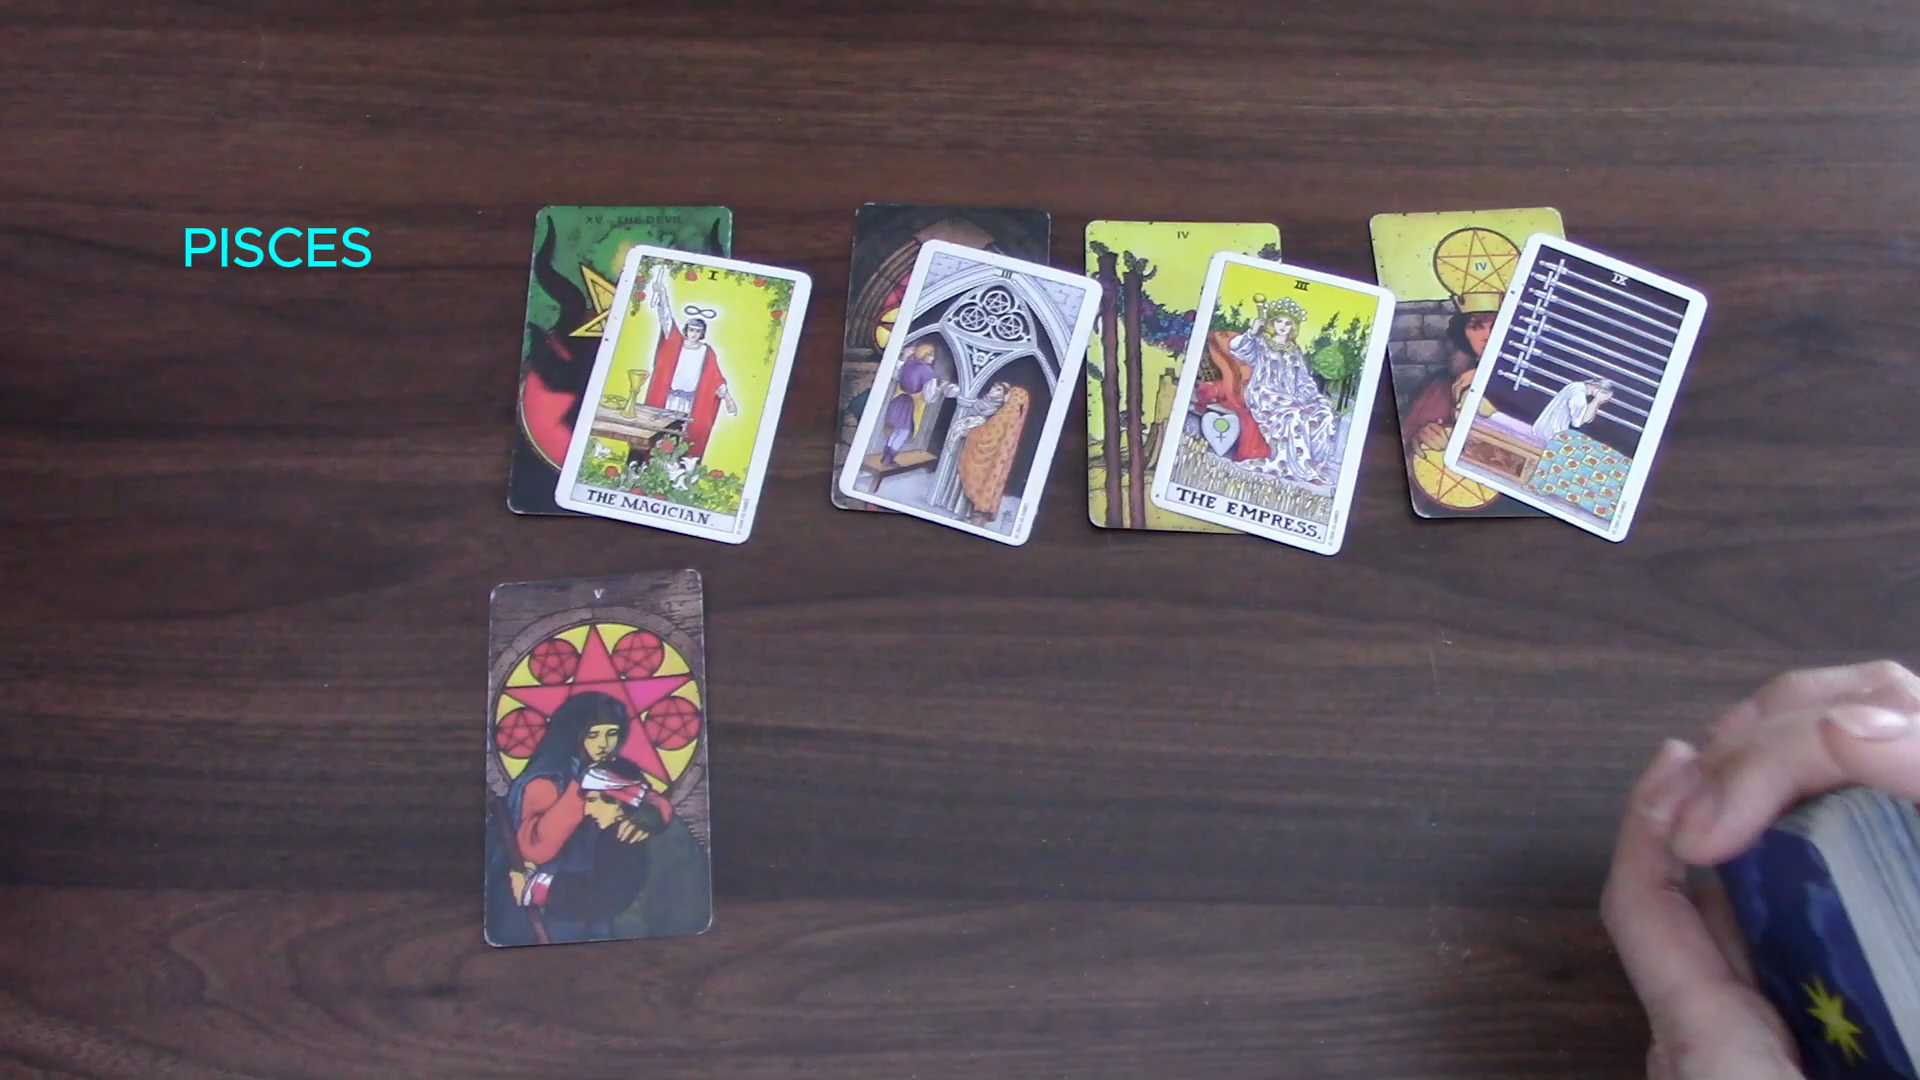 PISCES
XV THE DEVIL
I
THE MAGICIAN.
III
IV
III
THE EMPRESS.
IV
IX
V